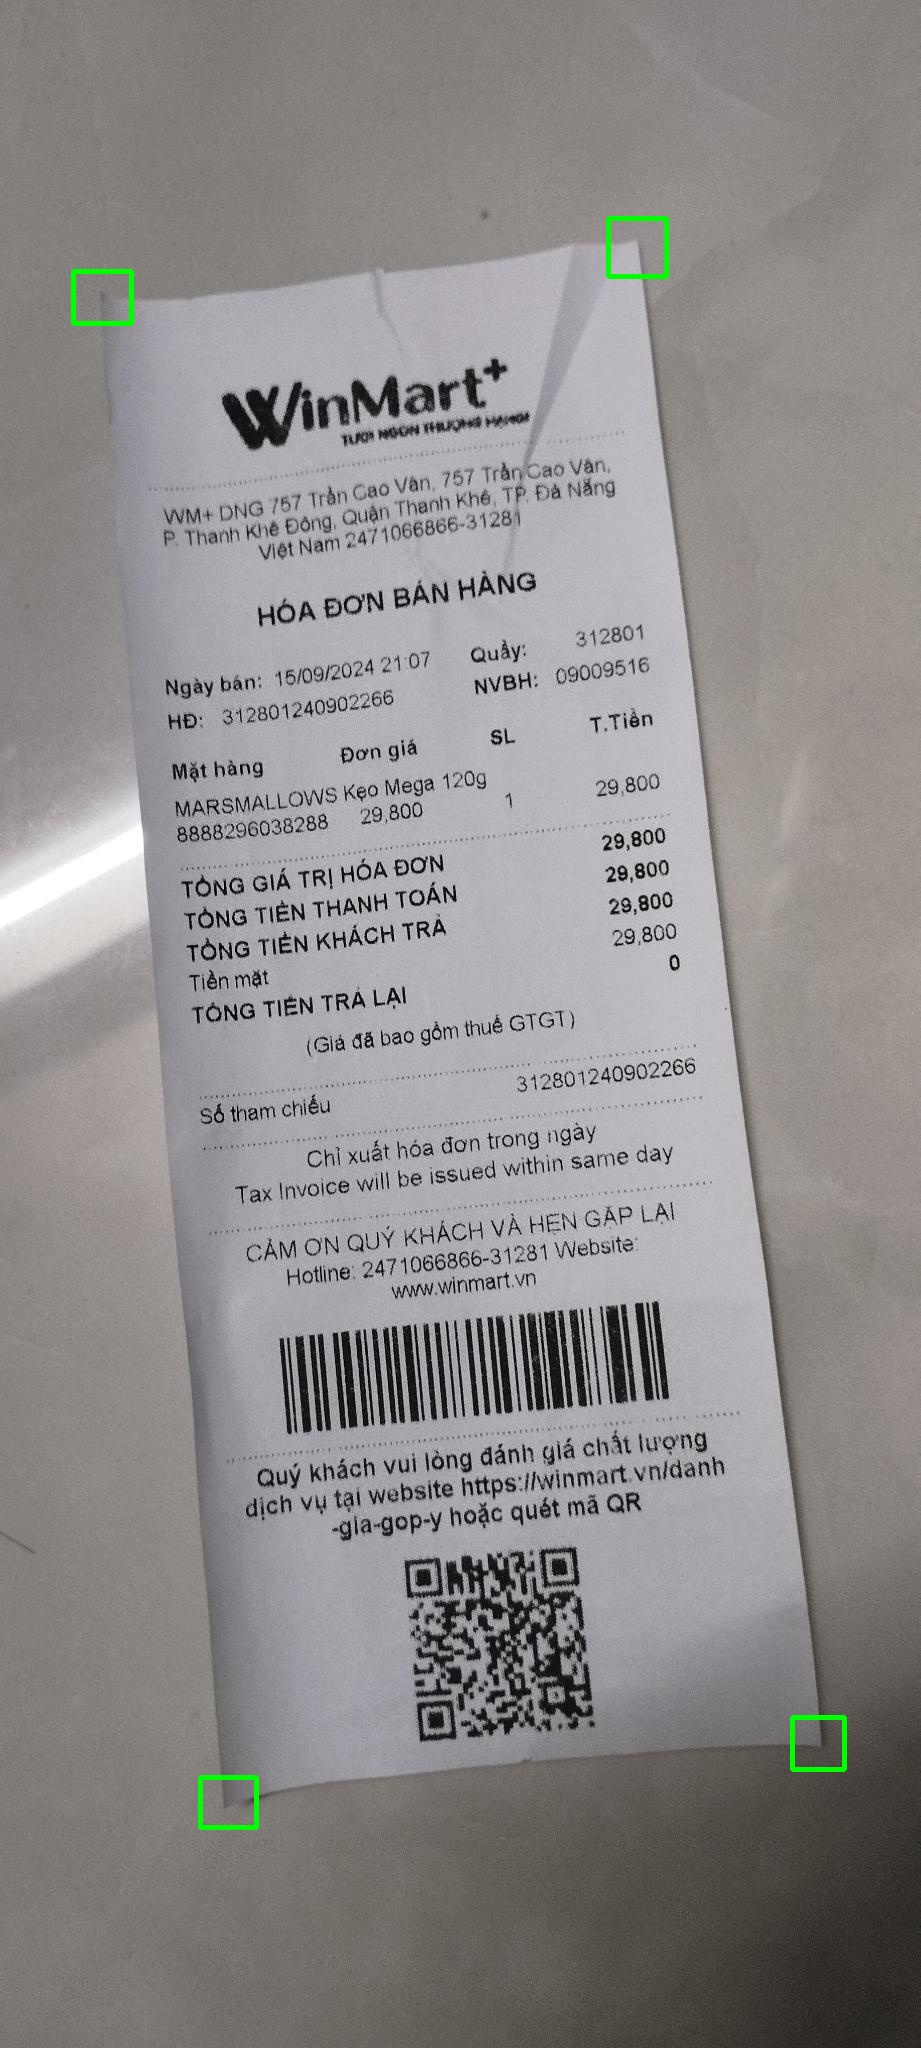 WinMart+
TƯƠI NGON THƯỢNG HẠNG
WM+ DNG 757 Trần Cao Vân, 757 Trần Cao Vân,
P. Thanh Khê Đông, Quận Thanh Khê, TP. Đà Nẵng
Việt Nam 2471066866-31281
HÓA ĐƠN BÁN HÀNG
Ngày bán: 15/09/2024 21:07 Quầy: 312801
HĐ: 312801240902266 NVBH: 09009516
Mặt hàng Đơn giá SL T.Tiền
MARSMALLOWS Kẹo Mega 120g
8888296038288 29,800 1 29,800
TỔNG GIÁ TRỊ HÓA ĐƠN 29,800
TỔNG TIỀN THANH TOÁN 29,800
TỔNG TIỀN KHÁCH TRẢ 29,800
Tiền mặt 29,800
TỔNG TIỀN TRẢ LẠI 0
(Giá đã bao gồm thuế GTGT)
Số tham chiếu 312801240902266
Chỉ xuất hóa đơn trong ngày
Tax Invoice will be issued within same day
CẢM ƠN QUÝ KHÁCH VÀ HẸN GẶP LẠI
Hotline: 2471066866-31281 Website:
www.winmart.vn
Quý khách vui lòng đánh giá chất lượng
dịch vụ tại website https://winmart.vn/danh
-gia-gop-y hoặc quét mã QR